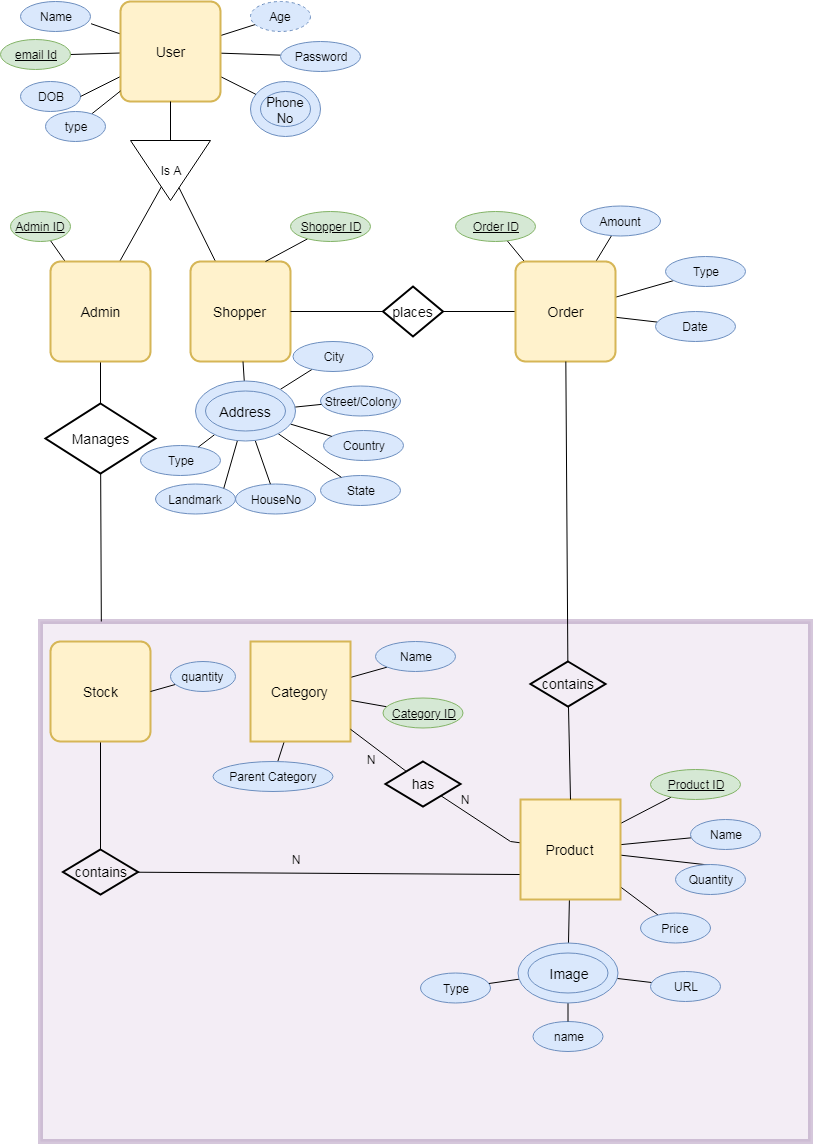 Name
User
Age
email Id
Password
DOB
Phone
No
type
Is A
Admin ID
Shopper ID
Order ID
Amount
Type
Admin
Shopper
places
Order
Date
City
Address
Street/Colony
Manages
Country
Type
State
Landmark
HouseNo
Stock
quantity
Category
Name
Category ID
contains
Parent Category
N
has
N
Product ID
Name
Product
N
contains
Quantity
Price
Image
Type
URL
name